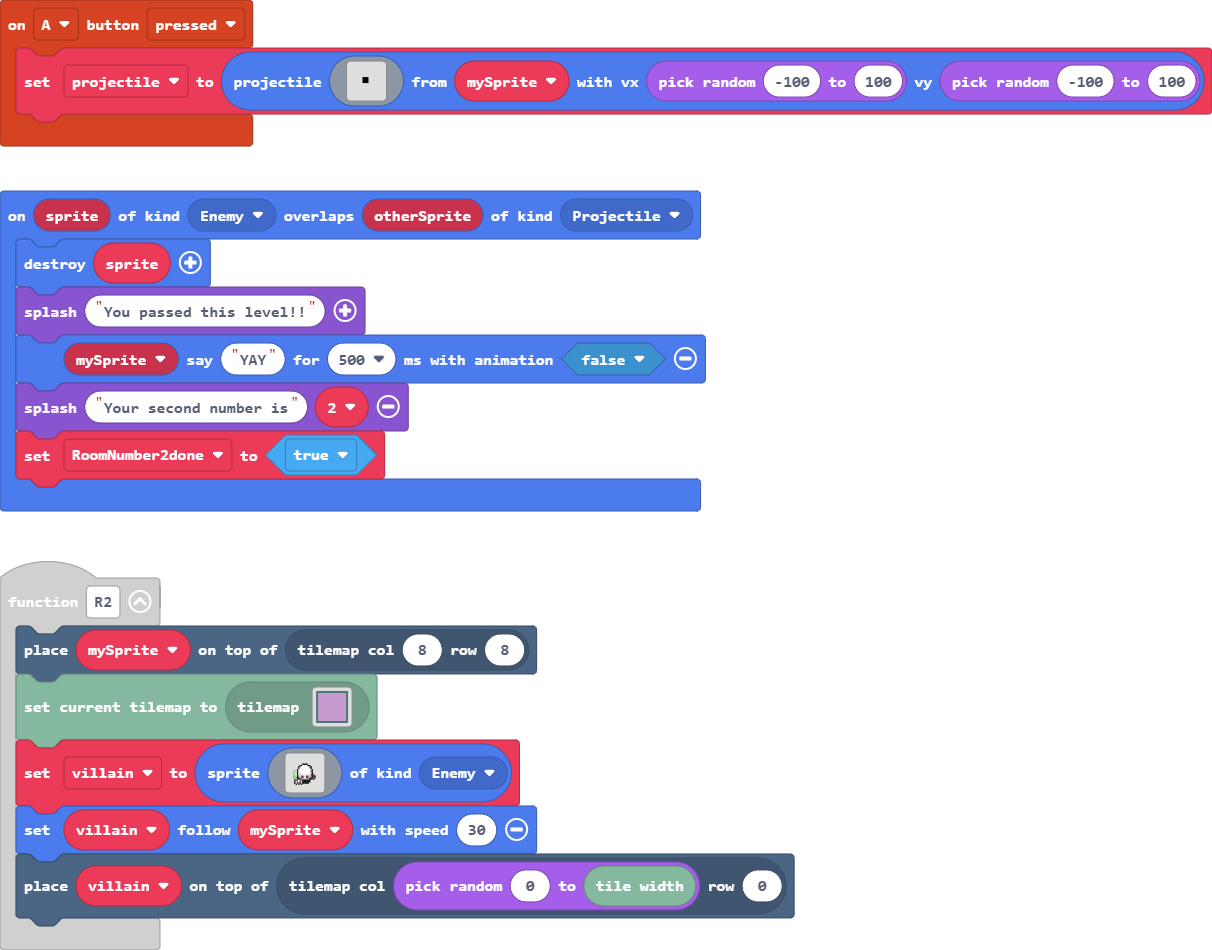 on A button pressed
set projectile to projectile from mySprite with vx pick random -100 to 100 vy pick random -100 to 100
on sprite of kind Enemy overlaps otherSprite of kind Projectile
destroy sprite
splash "You passed this level!!"
mySprite say "YAY" for 500 ms with animation false
splash "Your second number is" 2
set RoomNumber2done to true
function R2
place mySprite on top of tilemap col 8 row 8
set current tilemap to tilemap
set villain to sprite of kind Enemy
set villain follow mySprite with speed 30
place villain on top of tilemap col pick random 0 to tile width row 0